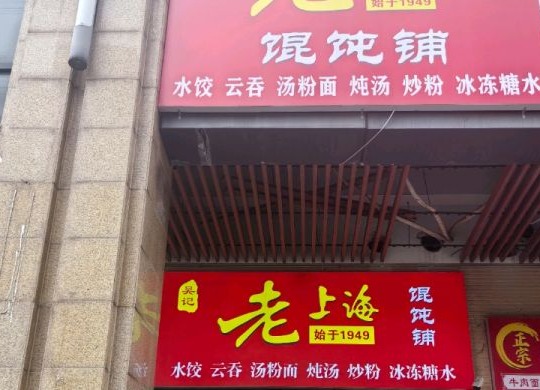 老
始于1949
馄饨铺
水饺 云吞 汤粉面 炖汤 炒粉 冰冻糖水
吴记
老上海
始于1949
馄饨铺
水饺 云吞 汤粉面 炖汤 炒粉 冰冻糖水
正宗
牛肉面